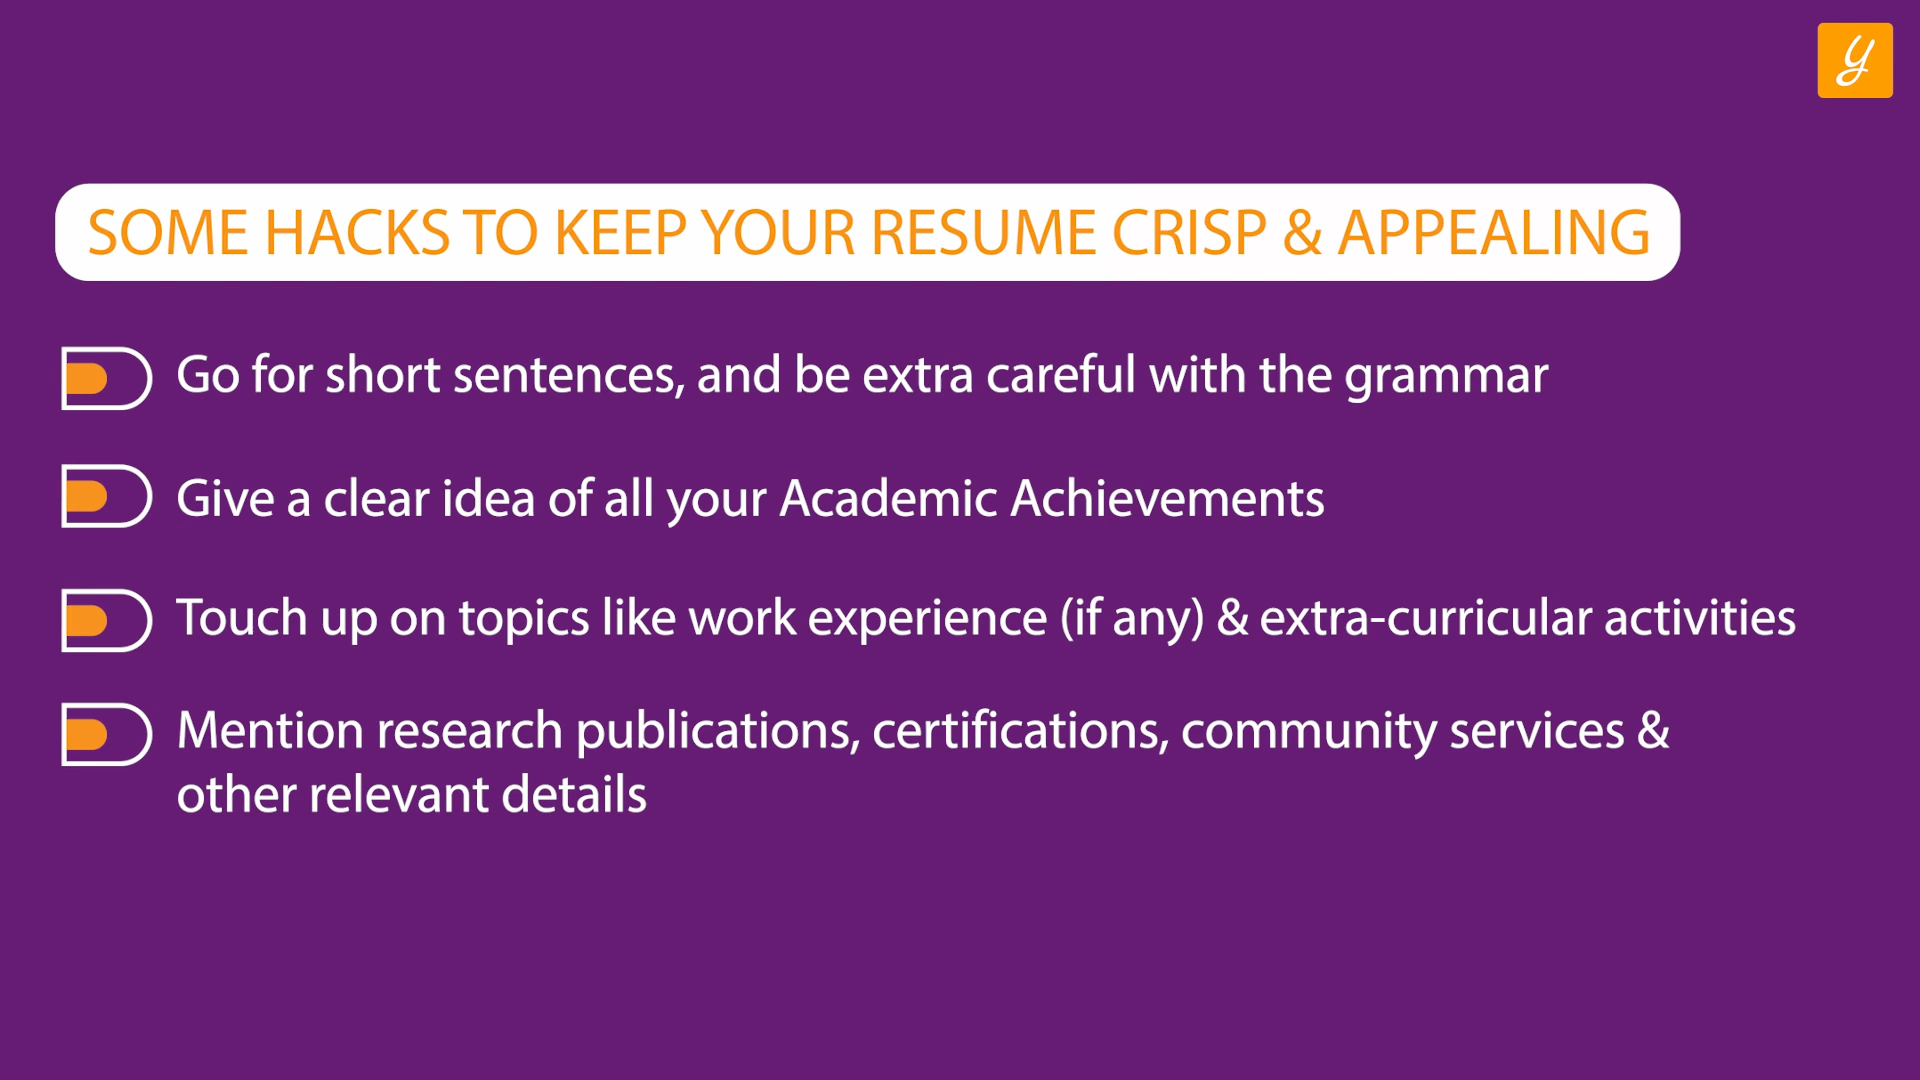 y
SOME HACKS TO KEEP YOUR RESUME CRISP & APPEALING
Go for short sentences, and be extra careful with the grammar
Give a clear idea of all your Academic Achievements
Touch up on topics like work experience (if any) & extra-curricular activities
Mention research publications, certifications, community services &
other relevant details